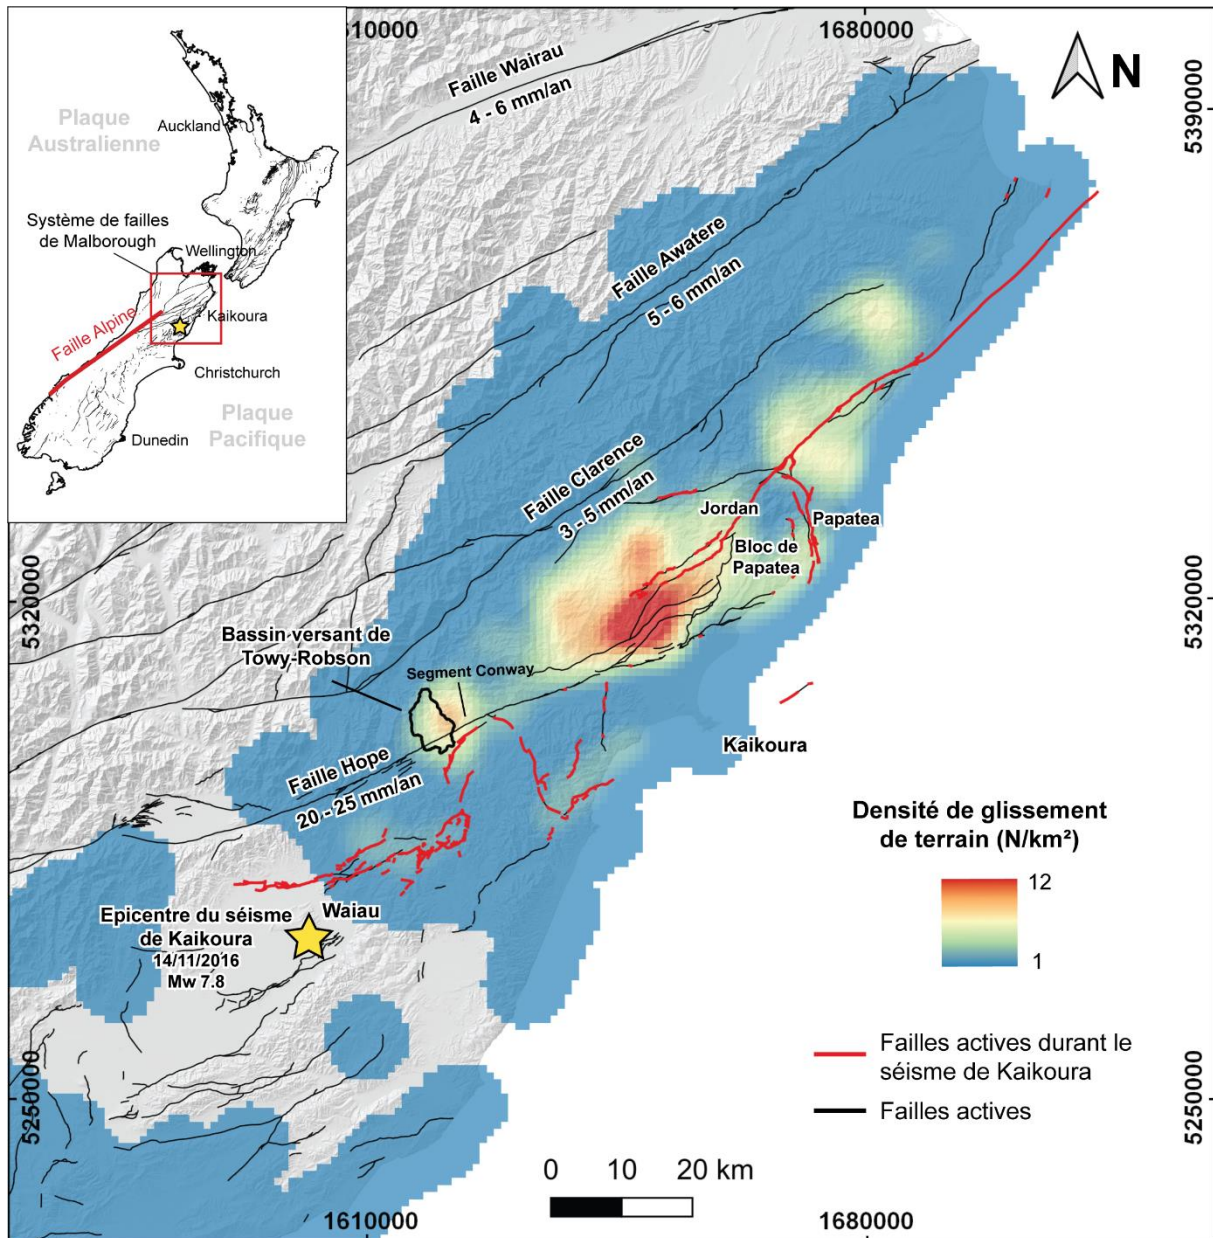 610000
1680000
N
5390000
5390000
Plaque
Australienne
Auckland
Système de failles
de Malborough
Wellington
Faille Alpine
Kaikoura
Christchurch
Plaque
Pacifique
Dunedin
Faille Wairau
4 - 6 mm/an
Faille Awatere
5 - 6 mm/an
Faille Clarence
3 - 5 mm/an
Jordan
Papatea
Bloc de
Papatea
5320000
5320000
Bassin versant de
Towy-Robson
Segment Conway
Faille Hope
20 - 25 mm/an
Kaikoura
Epicentre du séisme
de Kaikoura
14/11/2016
Mw 7.8
Waiau
Densité de glissement
de terrain (N/km²)
12
1
Failles actives durant le
séisme de Kaikoura
Failles actives
5250000
5250000
0 10 20 km
1610000
1680000